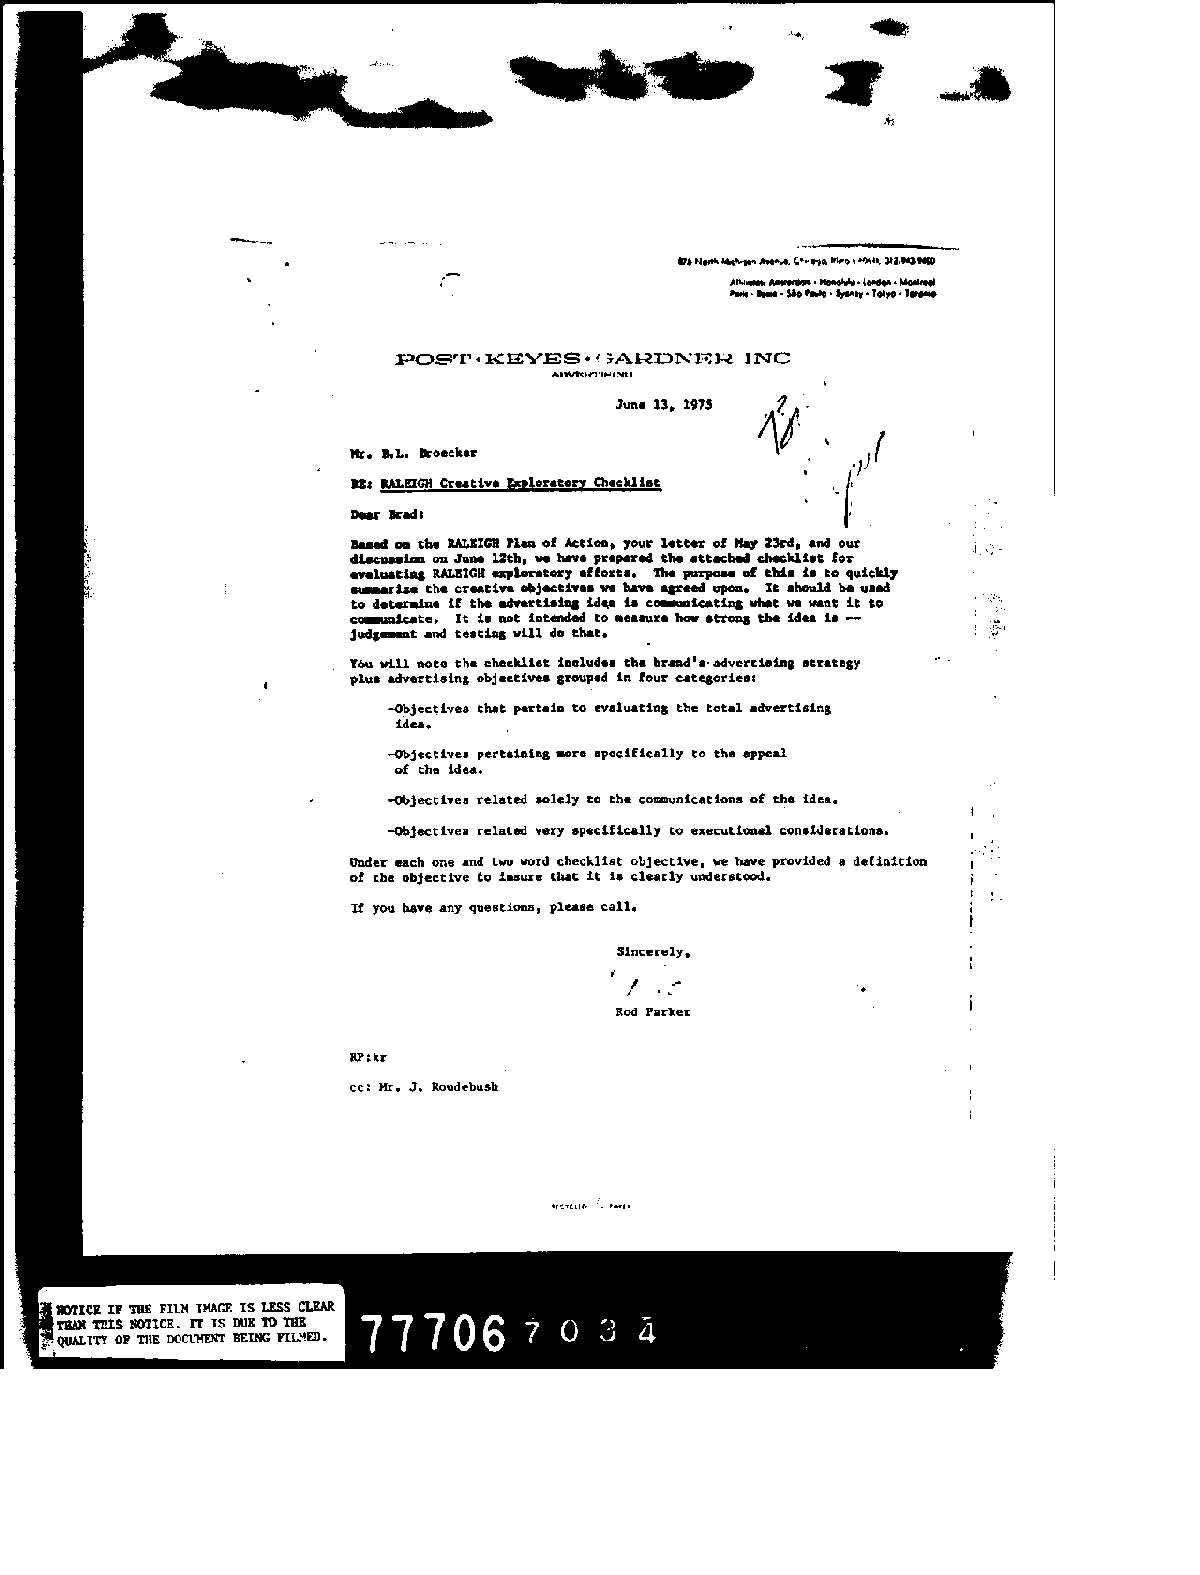 875 North Michigan Avenue, Chicago, Illinois 60611, 312-943-9400
Affiliates: Amsterdam • Honolulu • London • Montreal
Paris • Rome • São Paulo • Sydney • Tokyo • Toronto
POST•KEYES•GARDNER INC
ADVERTISING
June 13, 1975
Mr. B.L. Broecker
RE: RALEIGH Creative Exploratory Checklist
Dear Brad:
Based on the RALEIGH Plan of Action, your letter of May 23rd, and our
discussion on June 12th, we have prepared the attached checklist for
evaluating RALEIGH exploratory efforts. The purpose of this is to quickly
summarize the creative objectives we have agreed upon. It should be used
to determine if the advertising idea is communicating what we want it to
communicate. It is not intended to measure how strong the idea is --
judgement and testing will do that.
You will note the checklist includes the brand's advertising strategy
plus advertising objectives grouped in four categories:
-Objectives that pertain to evaluating the total advertising
idea.
-Objectives pertaining more specifically to the appeal
of the idea.
-Objectives related solely to the communications of the idea.
-Objectives related very specifically to executional considerations.
Under each one and two word checklist objective, we have provided a definition
of the objective to insure that it is clearly understood.
If you have any questions, please call.
Sincerely,
Rod Parker
RP:kr
cc: Mr. J. Roudebush
RECYCLED PAPER
NOTICE IF THE FILM IMAGE IS LESS CLEAR
THAN THIS NOTICE. IT IS DUE TO THE
QUALITY OF THE DOCUMENT BEING FILMED.
77706 7034